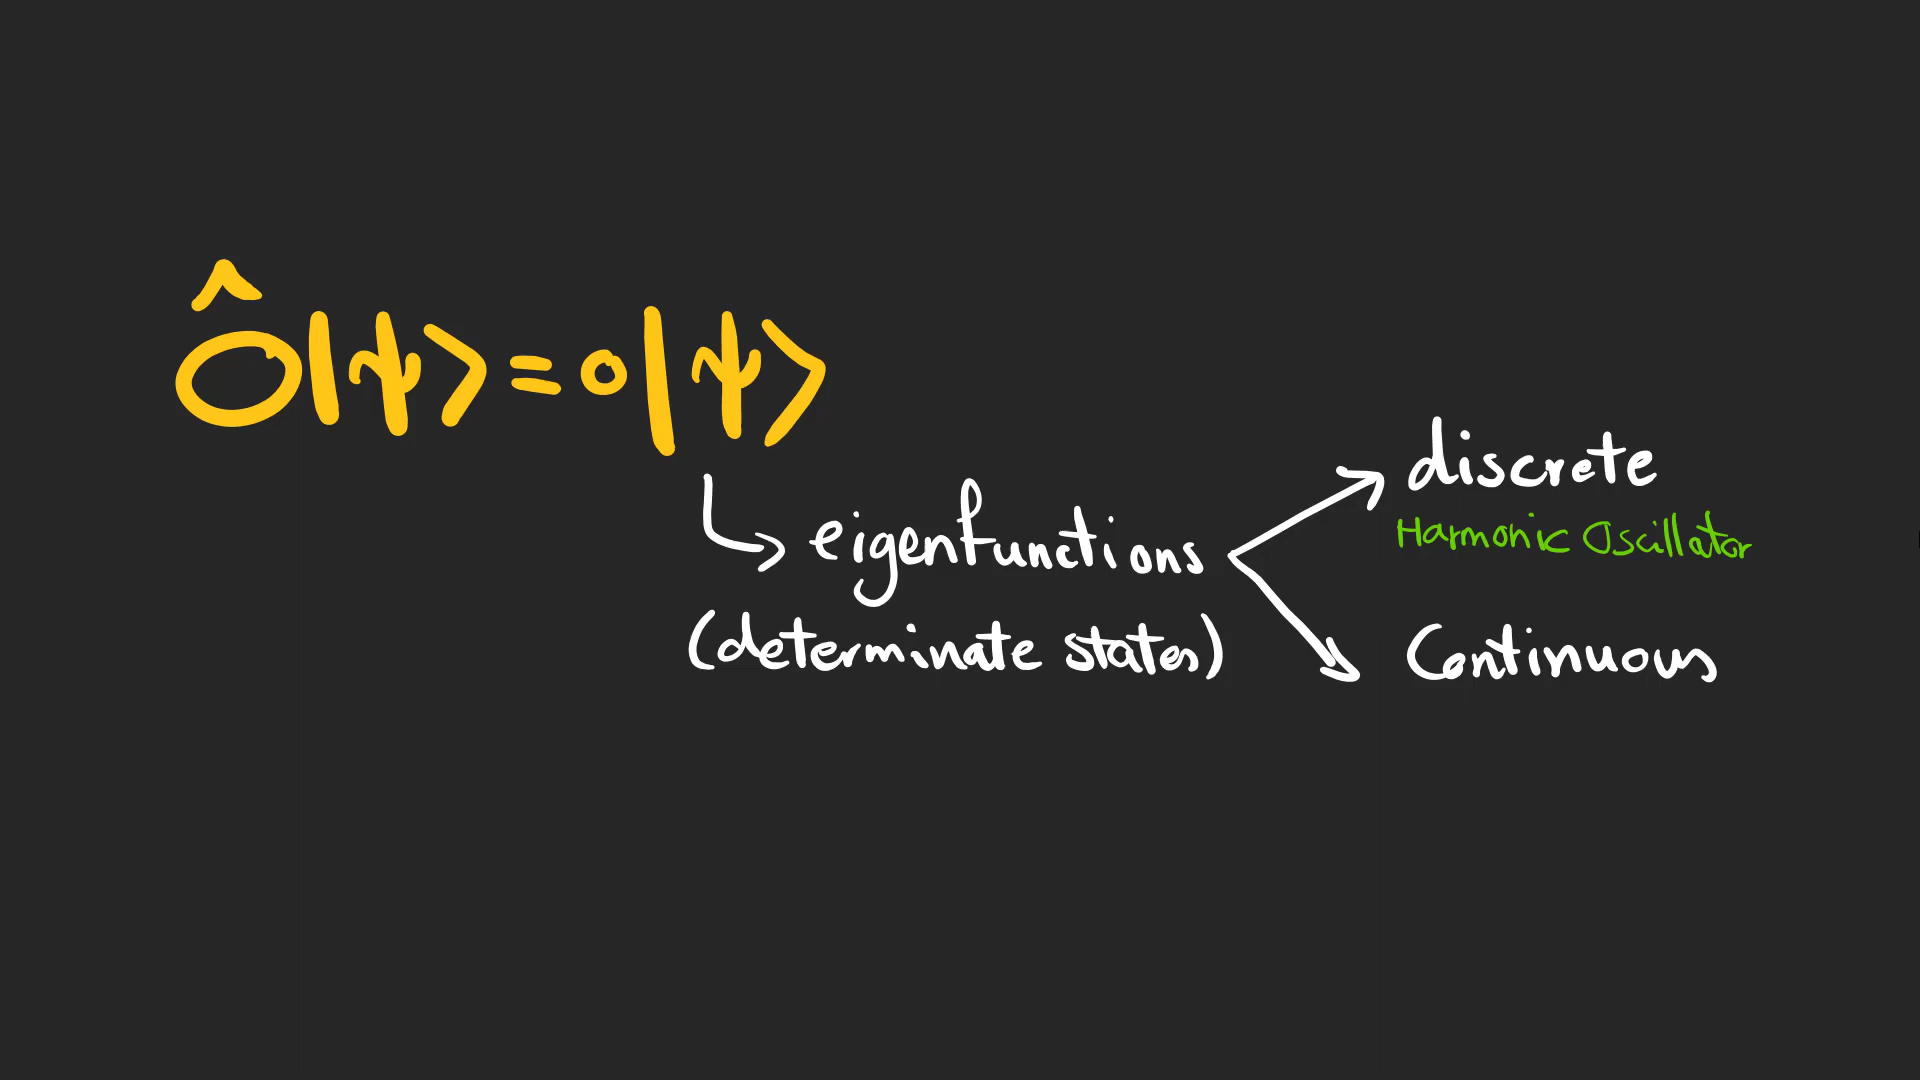 Ô|ψ>=o|ψ>
discrete
Harmonic Oscillator
eigenfunctions
(determinate states)
Continuous